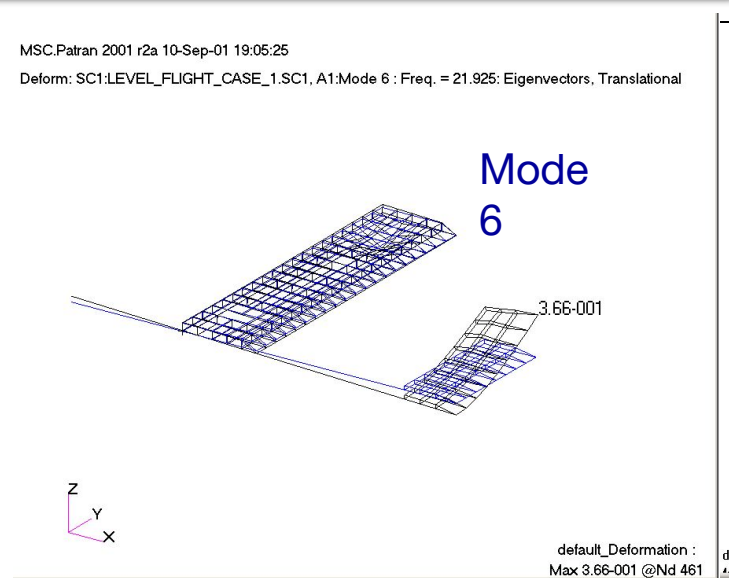 MSC.Patran 2001 r2a 10-Sep-01 19:05:25
Deform: SC1:LEVEL_FLIGHT_CASE_1.SC1, A1:Mode 6 : Freq. = 21.925: Eigenvectors, Translational
Mode
6
3.66-001
Z
Y
X
default_Deformation :
Max 3.66-001 @Nd 461
d